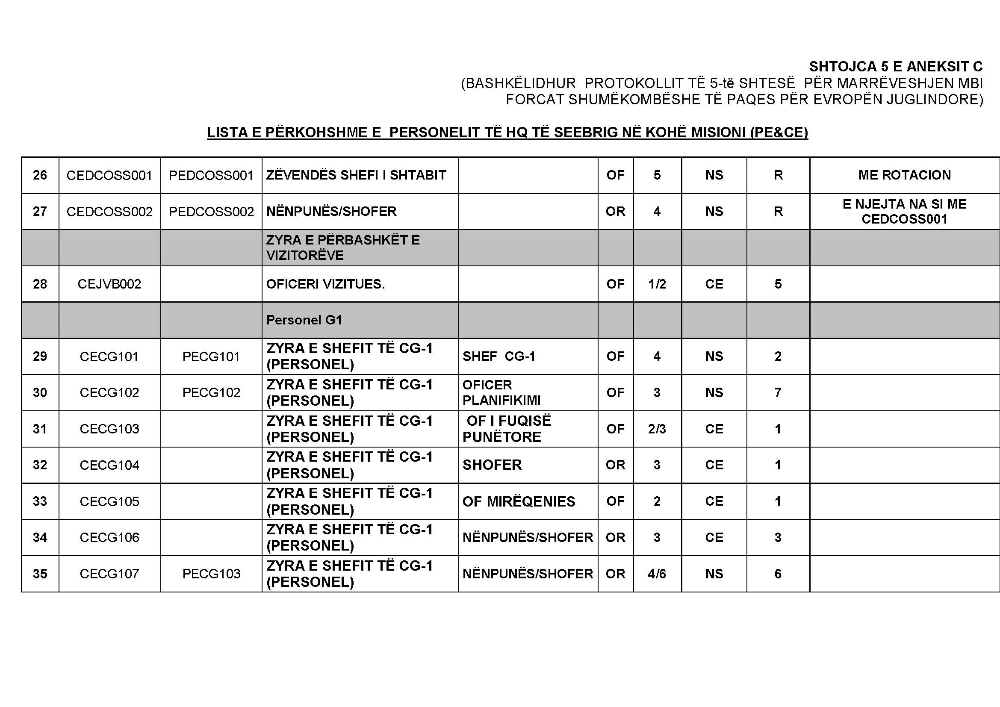 SHTOJCA 5 E ANEKSIT C
(BASHKËLIDHUR PROTOKOLLIT TË 5-të SHTESË PËR MARRËVESHJEN MBI
FORCAT SHUMËKOMBËSHE TË PAQES PËR EVROPËN JUGLINDORE)
LISTA E PËRKOHSHME E PERSONELIT TË HQ TË SEEBRIG NË KOHË MISIONI (PE&CE)
26 CEDCOSS001 PEDCOSS001 ZËVENDËS SHEFI I SHTABIT OF 5 NS R ME ROTACION
27 CEDCOSS002 PEDCOSS002 NËNPUNËS/SHOFER OR 4 NS R E NJEJTA NA SI ME
CEDCOSS001
ZYRA E PËRBASHKËT E
VIZITORËVE
28 CEJVB002 OFICERI VIZITUES. OF 1/2 CE 5
Personel G1
29 CECG101 PECG101 ZYRA E SHEFIT TË CG-1
(PERSONEL) SHEF CG-1 OF 4 NS 2
30 CECG102 PECG102 ZYRA E SHEFIT TË CG-1
(PERSONEL) OFICER
PLANIFIKIMI OF 3 NS 7
31 CECG103 ZYRA E SHEFIT TË CG-1
(PERSONEL) OF I FUQISË
PUNËTORE OF 2/3 CE 1
32 CECG104 ZYRA E SHEFIT TË CG-1
(PERSONEL) SHOFER OR 3 CE 1
33 CECG105 ZYRA E SHEFIT TË CG-1
(PERSONEL) OF MIRËQENIES OF 2 CE 1
34 CECG106 ZYRA E SHEFIT TË CG-1
(PERSONEL) NËNPUNËS/SHOFER OR 3 CE 3
35 CECG107 PECG103 ZYRA E SHEFIT TË CG-1
(PERSONEL) NËNPUNËS/SHOFER OR 4/6 NS 6